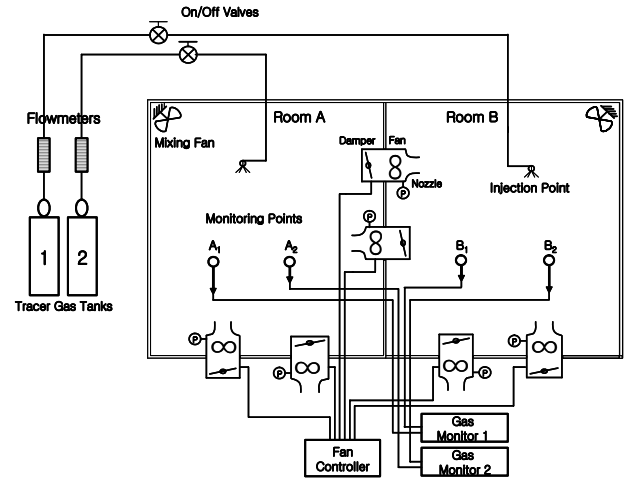 On/Off Valves
Flowmeters
Room A
Room B
Mixing Fan
Damper
Fan
Nozzle
P
Injection Point
Monitoring Points
P
A1
A2
B1
B2
1
2
Tracer Gas Tanks
P
P
P
P
Gas
Monitor 1
Fan
Controller
Gas
Monitor 2